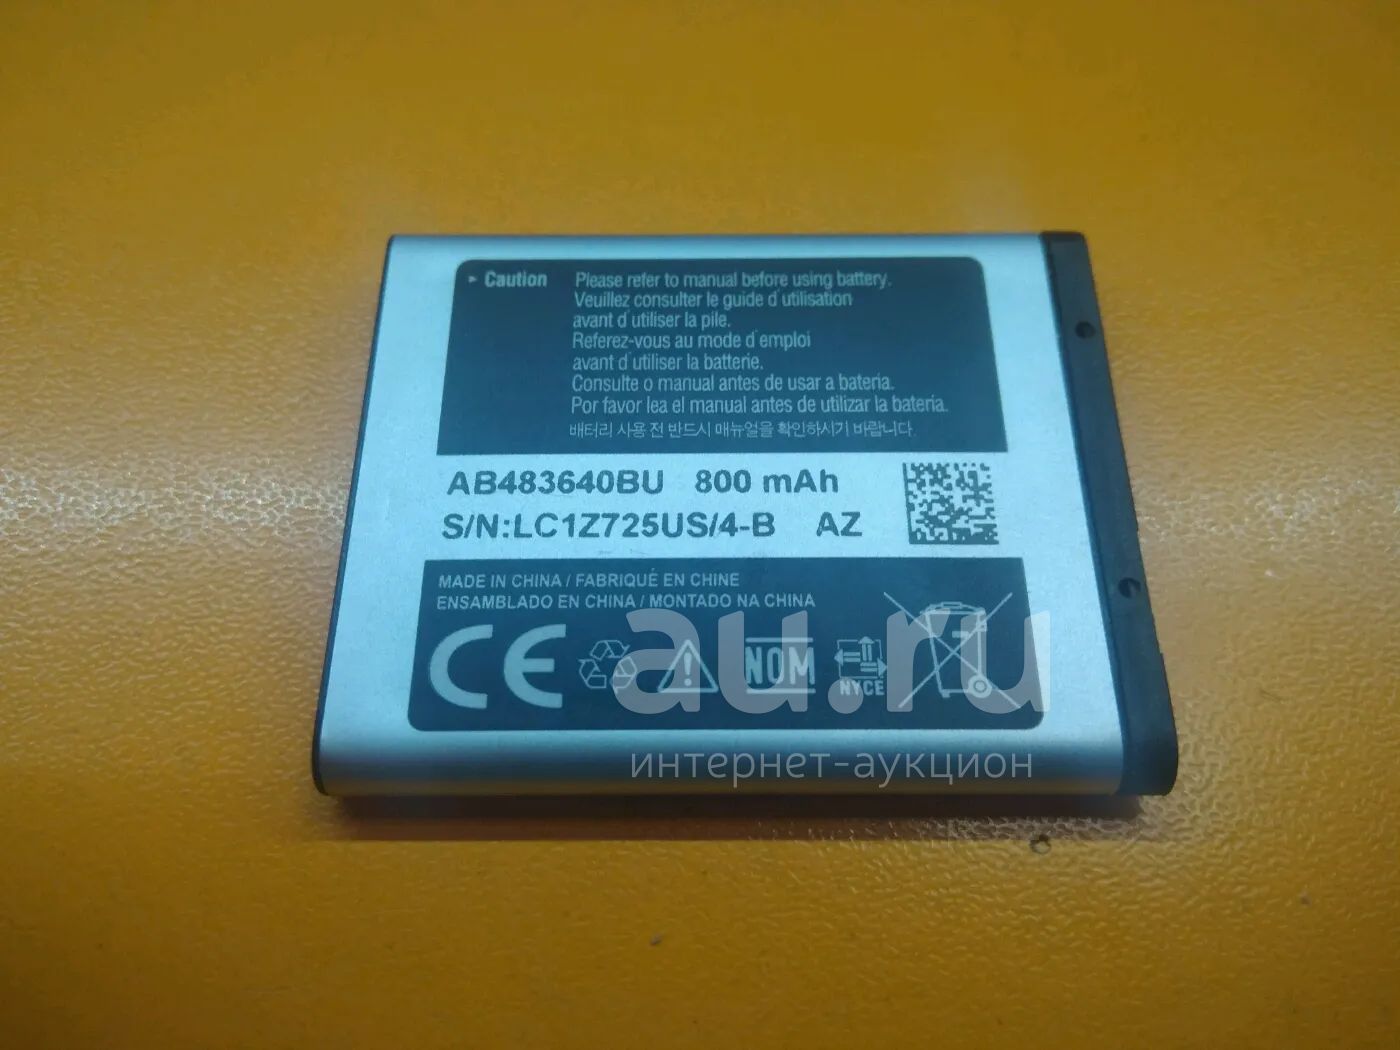 ▸ Caution
Please refer to manual before using battery.
Veuillez consulter le guide d'utilisation
avant d'utiliser la pile.
Referez-vous au mode d'emploi
avant d'utiliser la batterie.
Consulte o manual antes de usar a bateria.
Por favor lea el manual antes de utilizar la bateria.
배터리 사용 전 반드시 매뉴얼을 확인하시기 바랍니다.
AB483640BU 800 mAh
S/N:LC1Z725US/4-B AZ
MADE IN CHINA / FABRIQUÉ EN CHINE
ENSAMBLADO EN CHINA / MONTADO NA CHINA
CE
NOM
NYCE
au.ru
интернет-аукцион